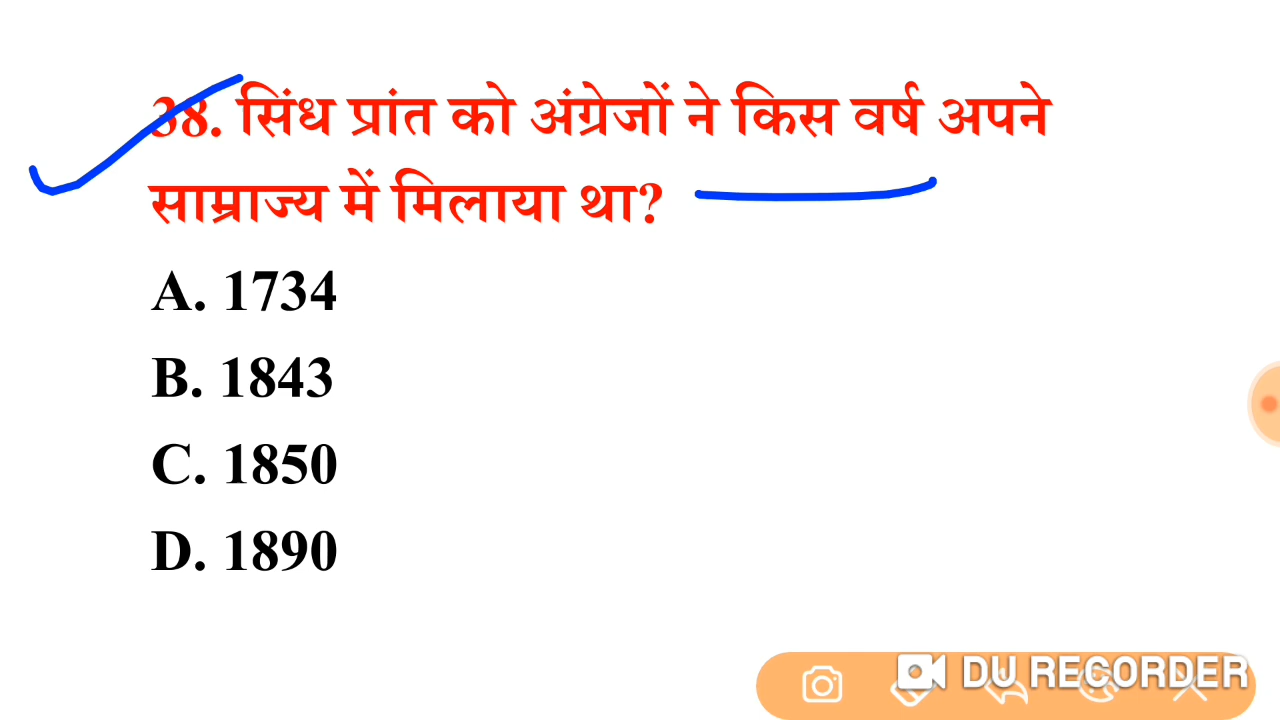 38. सिंध प्रांत को अंग्रेजों ने किस वर्ष अपने
साम्राज्य में मिलाया था?
A. 1734
B. 1843
C. 1850
D. 1890
DU RECORDER